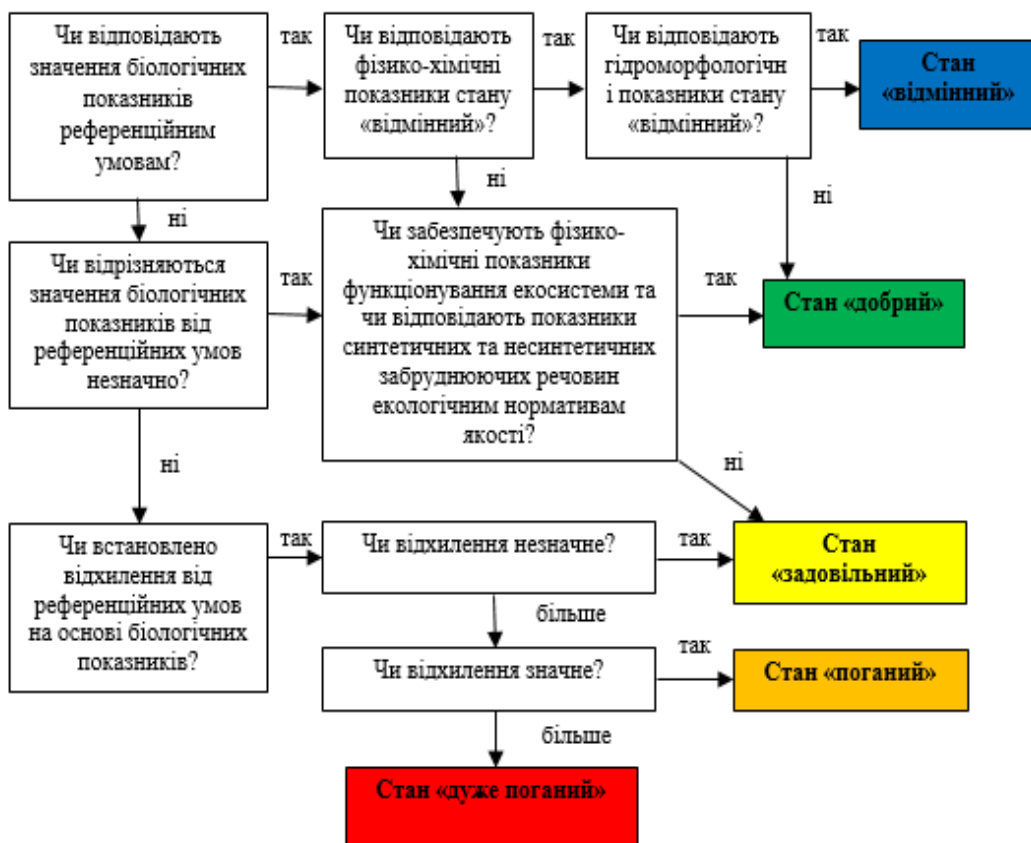 Чи відповідають
значення біологічних
показників
референційним
умовам?
так
Чи відповідають
фізико-хімічні
показники стану
«відмінний»?
так
Чи відповідають
гідроморфологічн
і показники стану
«відмінний»?
так
Стан
«відмінний»
ні
ні
ні
Чи відрізняються
значення біологічних
показників від
референційних умов
незначно?
так
Чи забезпечують фізико-
хімічні показники
функціонування екосистеми та
чи відповідають показники
синтетичних та несинтетичних
забруднюючих речовин
екологічним нормативам
якості?
так
Стан «добрий»
ні
ні
Чи встановлено
відхилення від
референційних умов
на основі біологічних
показників?
так
Чи відхилення незначне?
так
Стан
«задовільний»
більше
Чи відхилення значне?
так
Стан «поганий»
більше
Стан «дуже поганий»